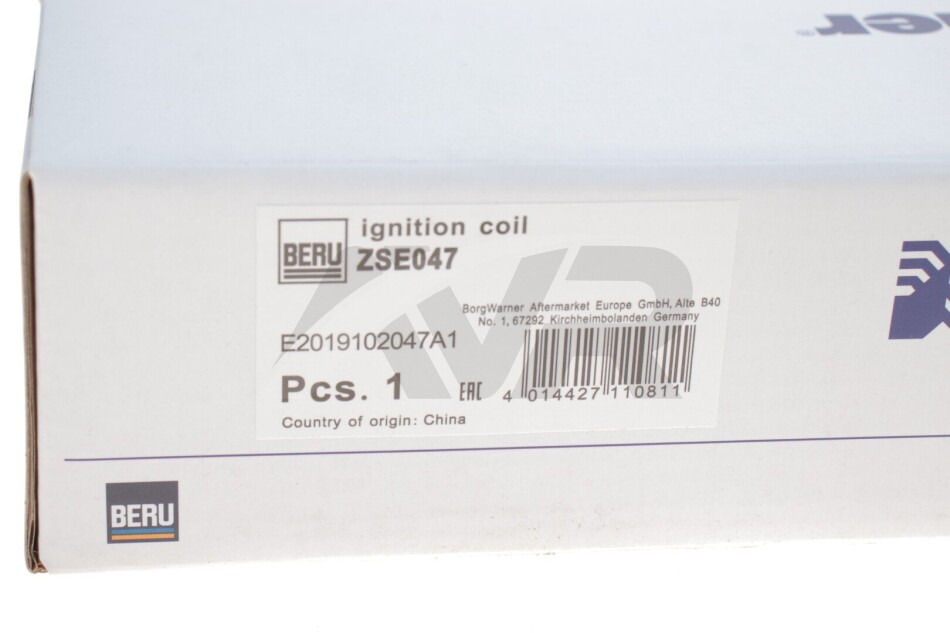 ner®
BERU
ignition coil
ZSE047
BorgWarner Aftermarket Europe GmbH, Alte B40
No. 1, 67292 Kirchheimbolanden Germany
E2019102047A1
Pcs. 1
EAC
4 014427 110811
Country of origin: China
BERU